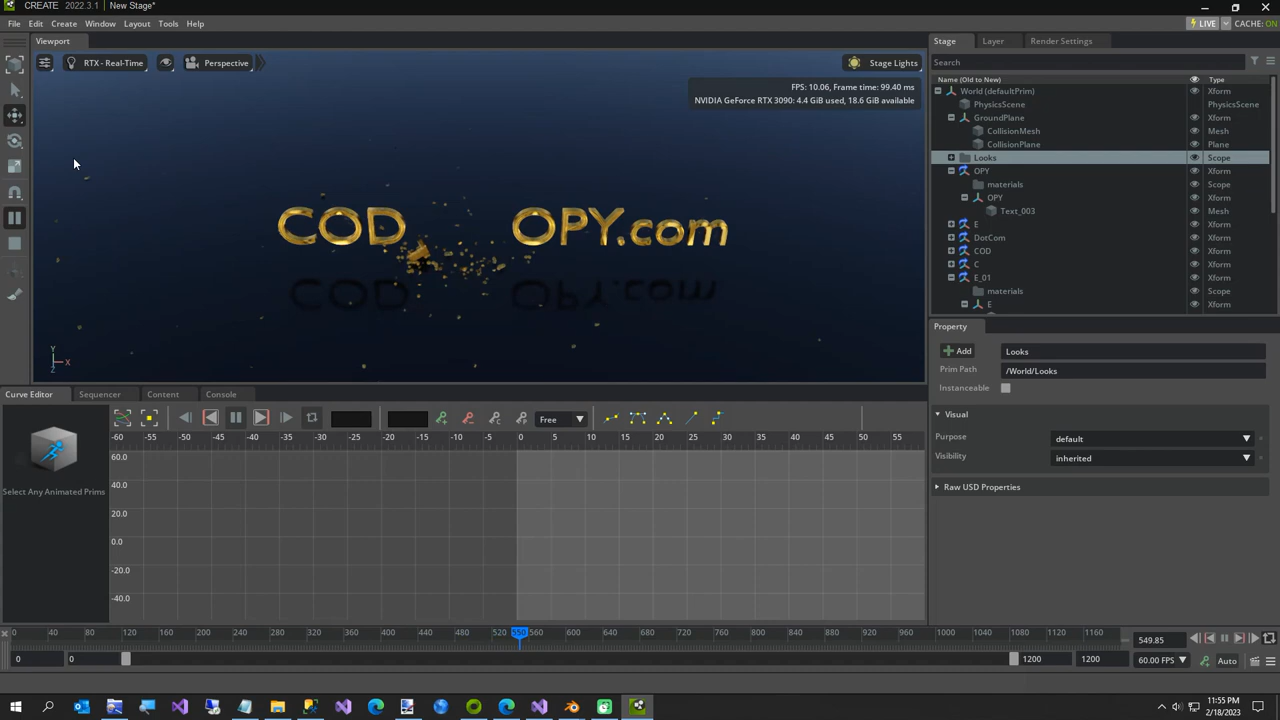 CREATE 2022.3.1 New Stage*
File Edit Create Window Layout Tools Help
LIVE CACHE: ON
Viewport
Stage Layer Render Settings
RTX - Real-Time Perspective Stage Lights
Search
FPS: 10.06, Frame time: 99.40 ms
NVIDIA GeForce RTX 3090: 4.4 GiB used, 18.6 GiB available
Name (Old to New) Type
World (defaultPrim) Xform
PhysicsScene PhysicsScene
GroundPlane Xform
CollisionMesh Mesh
CollisionPlane Plane
Looks Scope
OPY Xform
materials Scope
OPY Xform
Text_003 Mesh
E Xform
DotCom Xform
COD Xform
C Xform
E_01 Xform
materials Scope
E Xform
COD OPY.com
Y X Z
Property
Add Looks
Prim Path /World/Looks
Instanceable
Visual
Purpose default
Visibility inherited
Raw USD Properties
Curve Editor Sequencer Content Console
Free
-60 -55 -50 -45 -40 -35 -30 -25 -20 -15 -10 -5 0 5 10 15 20 25 30 35 40 45 50 55
60.0
40.0
20.0
0.0
-20.0
-40.0
Select Any Animated Prims
0 40 80 120 160 200 240 280 320 360 400 440 480 520 550 560 600 640 680 720 760 800 840 880 920 960 1000 1040 1080 1120 1160
549.85
0 0 1200 1200 60.00 FPS Auto
11:55 PM
2/18/2023